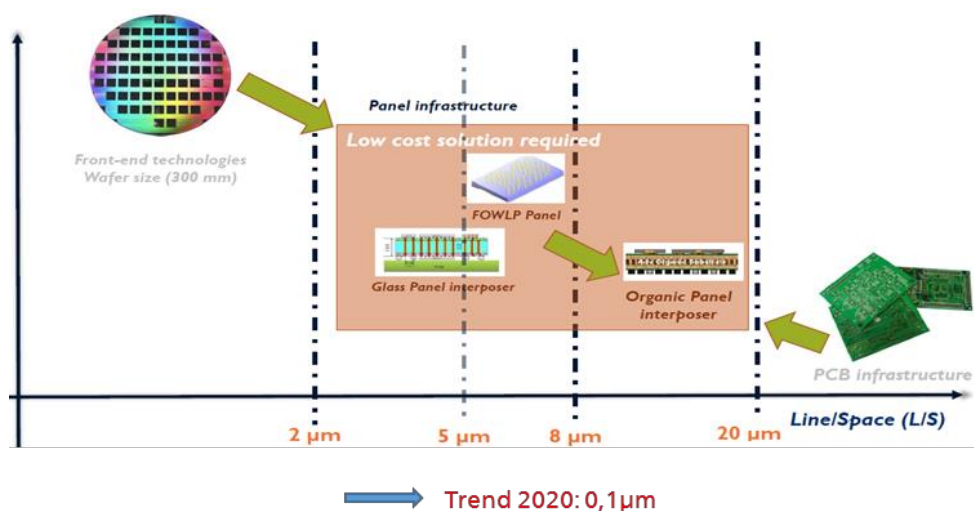 Panel infrastructure
Low cost solution required
Front-end technologies
Wafer size (300 mm)
FOWLP Panel
Glass Panel interposer
Organic Panel
interposer
PCB infrastructure
Line/Space (L/S)
2 µm
5 µm
8 µm
20 µm
Trend 2020: 0,1µm